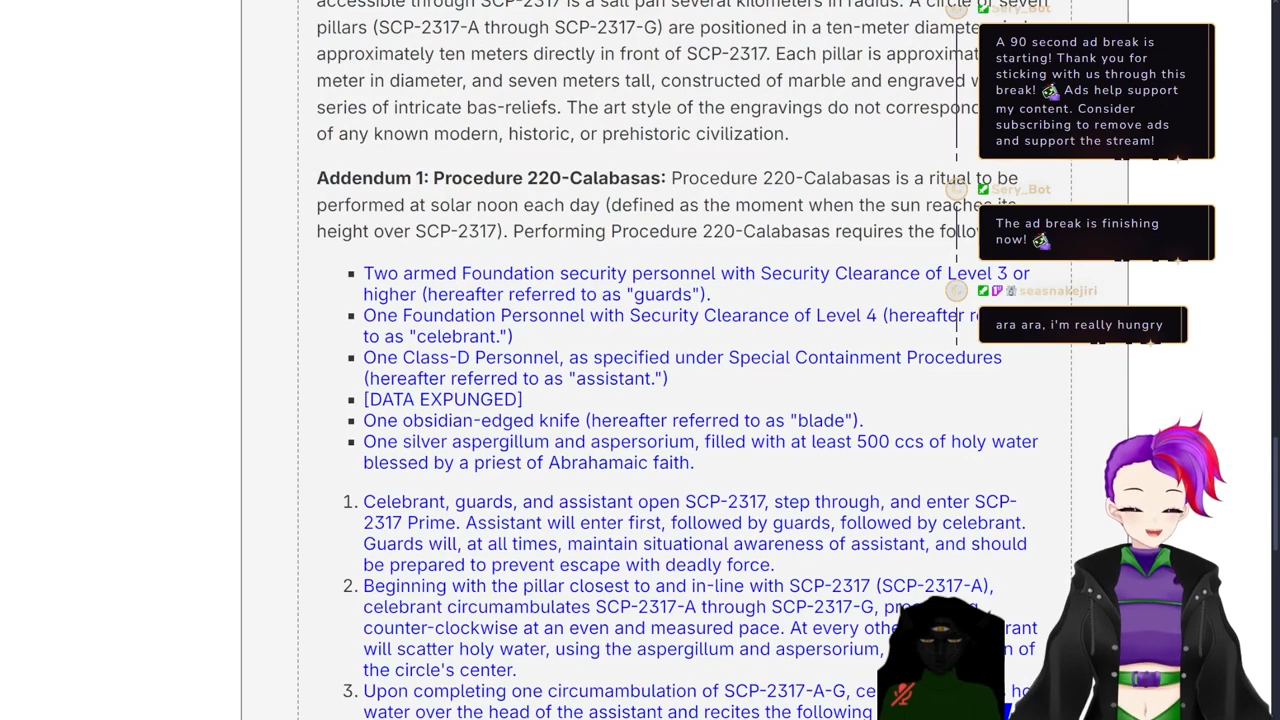 accessible through SCP-2317 is a salt pan several kilometers in radius. A circle of seven
pillars (SCP-2317-A through SCP-2317-G) are positioned in a ten-meter diameter
approximately ten meters directly in front of SCP-2317. Each pillar is
meter in diameter, and seven meters tall, constructed of marble and engraved
series of intricate bas-reliefs. The art style of the engravings do not
of any known modern, historic, or prehistoric civilization.
Addendum 1: Procedure 220-Calabasas: Procedure 220-Calabasas is a ritual to be
performed at solar noon each day (defined as the moment when the sun reaches its
height over SCP-2317). Performing Procedure 220-Calabasas requires the
Two armed Foundation security personnel with Security Clearance of Level 3 or
higher (hereafter referred to as "guards").
One Foundation Personnel with Security Clearance of Level 4 (hereafter
to as "celebrant.")
One Class-D Personnel, as specified under Special Containment Procedures
(hereafter referred to as "assistant.")
[DATA EXPUNGED]
One obsidian-edged knife (hereafter referred to as "blade").
One silver aspergillum and aspersorium, filled with at least 500 ccs of holy water
blessed by a priest of Abrahamaic faith.
1. Celebrant, guards, and assistant open SCP-2317, step through, and enter SCP-
2317 Prime. Assistant will enter first, followed by guards, followed by celebrant.
Guards will, at all times, maintain situational awareness of assistant, and should
be prepared to prevent escape with deadly force.
2. Beginning with the pillar closest to and in-line with SCP-2317 (SCP-2317-A),
celebrant circumambulates SCP-2317-A through SCP-2317-G,
counter-clockwise at an even and measured pace. At every
will scatter holy water, using the aspergillum and aspersorium, of
the circle's center.
3. Upon completing one circumambulation of SCP-2317-A-G,
water over the head of the assistant and recites the following
Sery_Bot
A 90 second ad break is
starting! Thank you for
sticking with us through this
break! Ads help support
my content. Consider
subscribing to remove ads
and support the stream!
Sery_Bot
The ad break is finishing
now!
seasnakejiri
ara ara, i'm really hungry